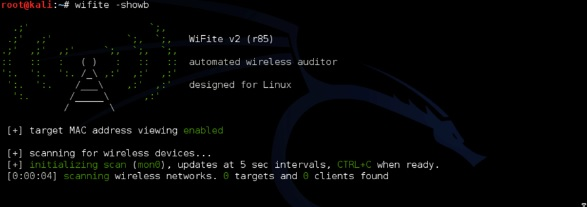 root@kali:~# wifite -showb
WiFite v2 (r85)
automated wireless auditor
designed for Linux
[+] target MAC address viewing enabled
[+] scanning for wireless devices...
[+] initializing scan (mon0), updates at 5 sec intervals, CTRL+C when ready.
[0:00:04] scanning wireless networks. 0 targets and 0 clients found